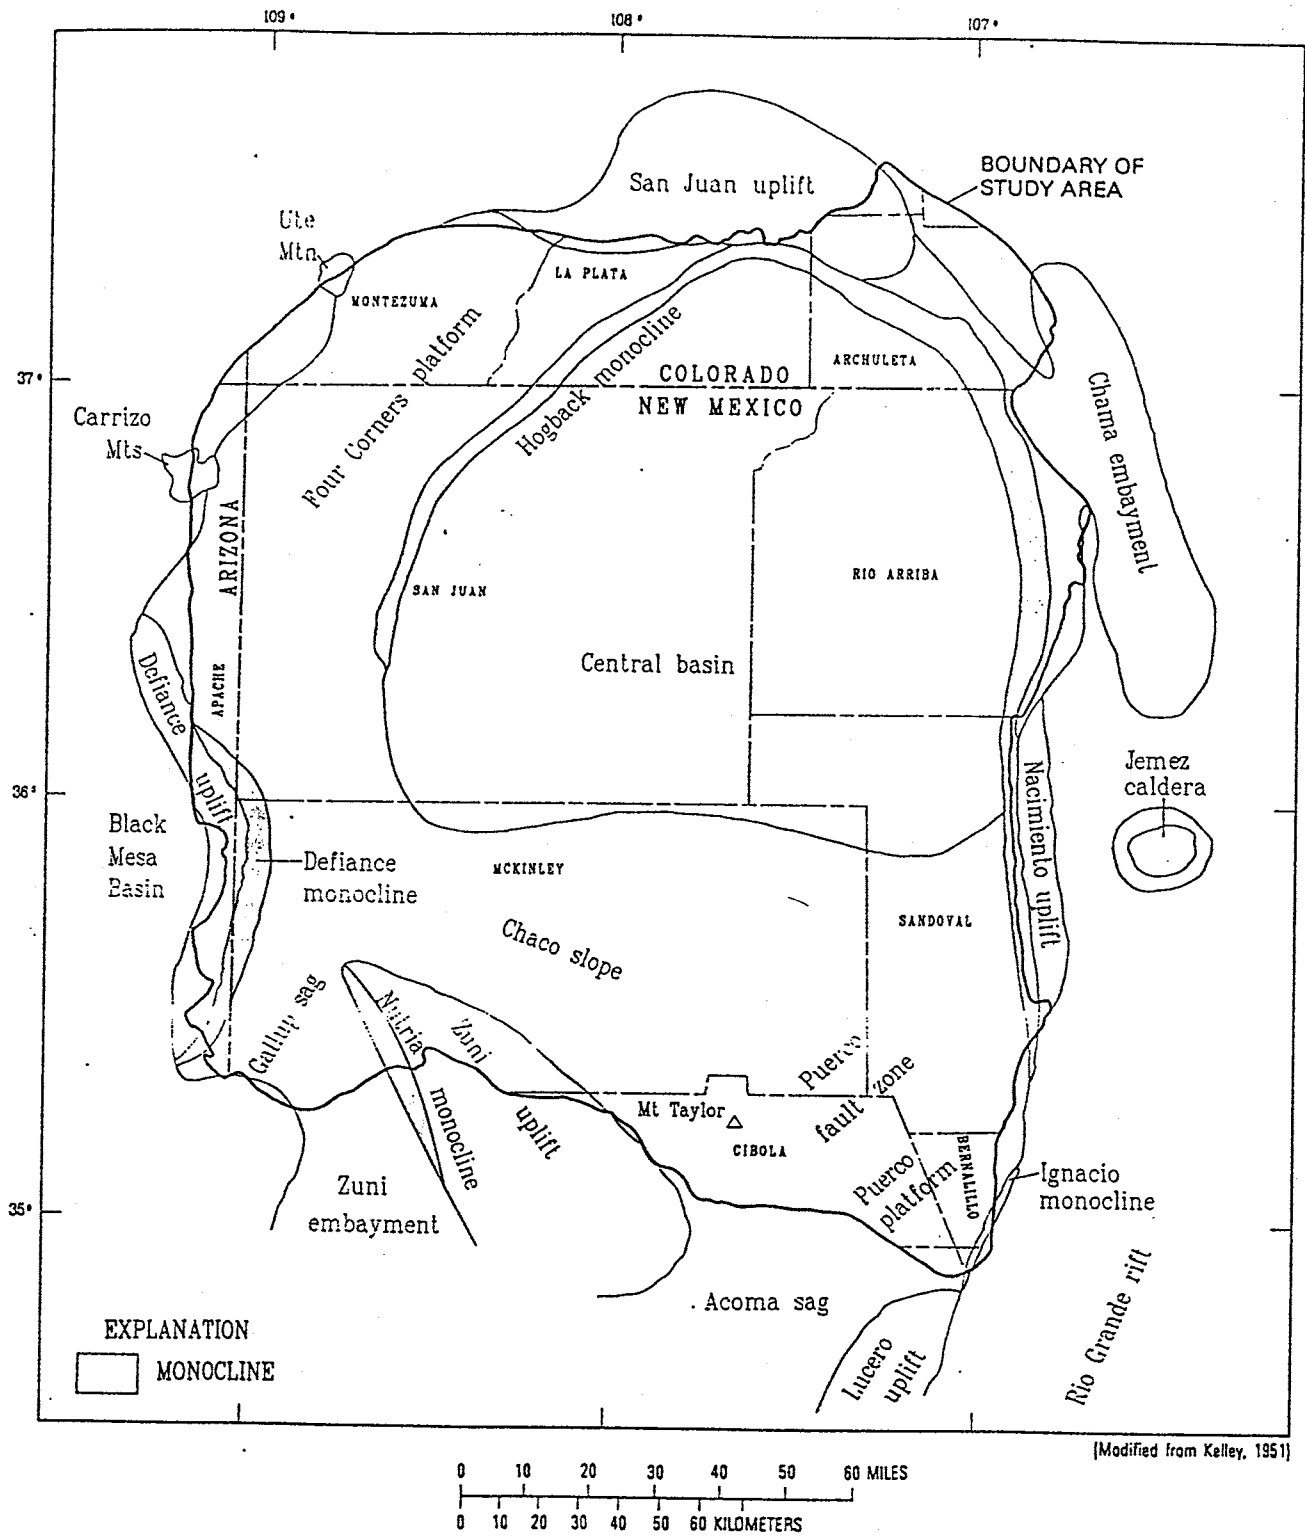 109°
108°
107°
BOUNDARY OF
STUDY AREA
San Juan uplift
Ute
Mtn
LA PLATA
MONTEZUMA
Four Corners platform
Hogback monocline
ARCHULETA
37°
COLORADO
NEW MEXICO
Carrizo
Mts
Chama embayment
ARIZONA
SAN JUAN
RIO ARRIBA
Central basin
APACHE
Defiance
uplift
Jemez
caldera
36°
Black
Mesa
Basin
Defiance
monocline
MCKINLEY
Nacimiento uplift
SANDOVAL
Chaco slope
Gallup sag
Nutria
monocline
Zuni
uplift
Puerco
fault zone
Mt Taylor
CIBOLA
BERNALILLO
Puerco
platform
Ignacio
monocline
35°
Zuni
embayment
Acoma sag
Lucero
uplift
Rio Grande rift
EXPLANATION
MONOCLINE
(Modified from Kelley, 1951)
0 10 20 30 40 50 60 MILES
0 10 20 30 40 50 60 KILOMETERS